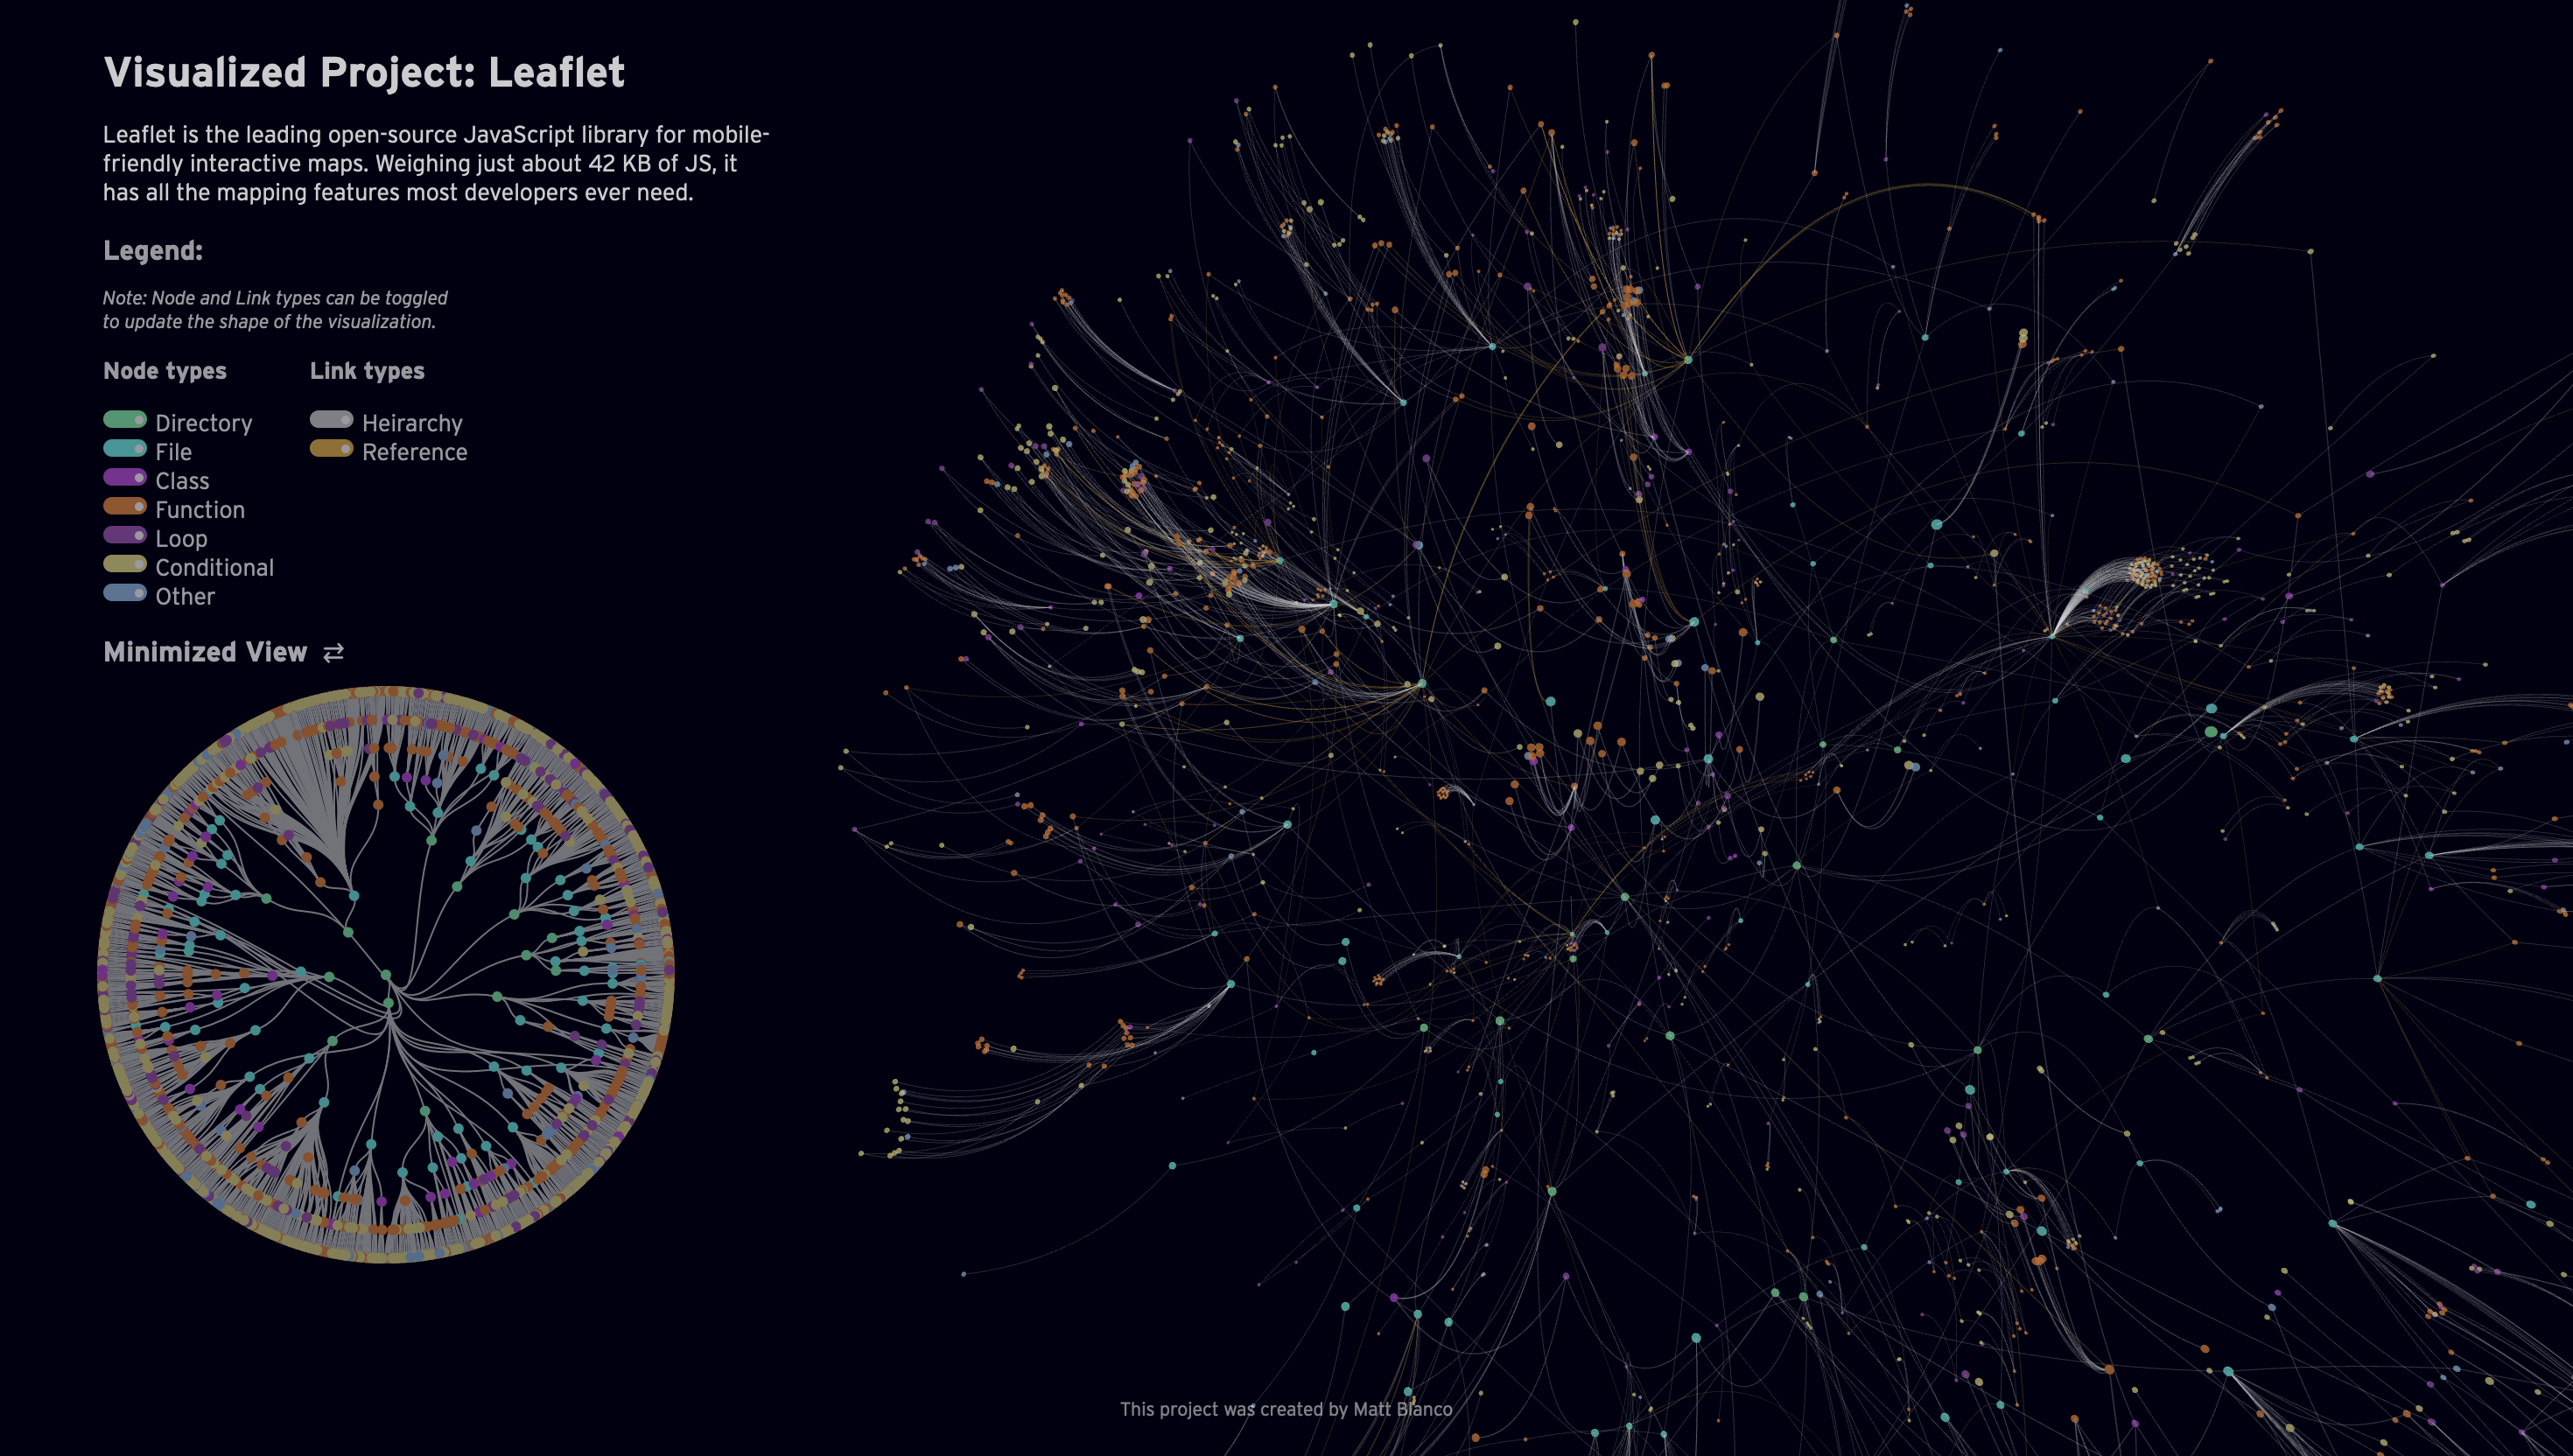 Visualized Project: Leaflet
Leaflet is the leading open-source JavaScript library for mobile-
friendly interactive maps. Weighing just about 42 KB of JS, it
has all the mapping features most developers ever need.
Legend:
Note: Node and Link types can be toggled
to update the shape of the visualization.
Node types
Directory
File
Class
Function
Loop
Conditional
Other
Link types
Heirarchy
Reference
Minimized View ⇄
This project was created by Matt Bianco